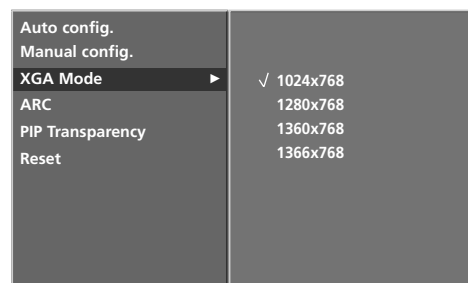 Auto config.
Manual config.
XGA Mode ►
ARC
PIP Transparency
Reset
√ 1024x768
1280x768
1360x768
1366x768